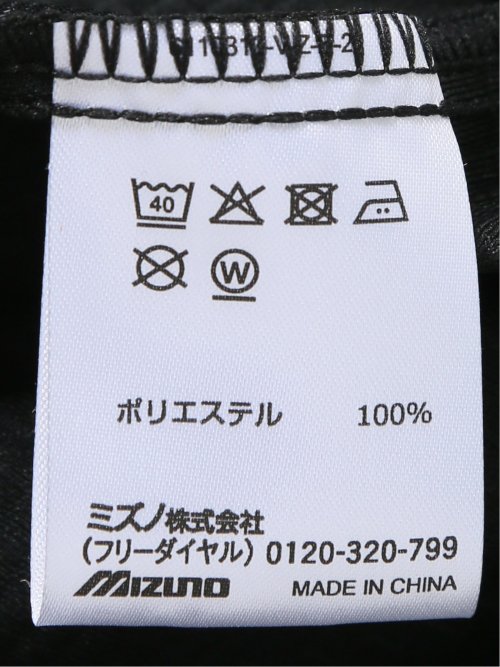 40
W
ポリエステル 100%
ミズノ株式会社
(フリーダイヤル) 0120-320-799
MIZUNO MADE IN CHINA